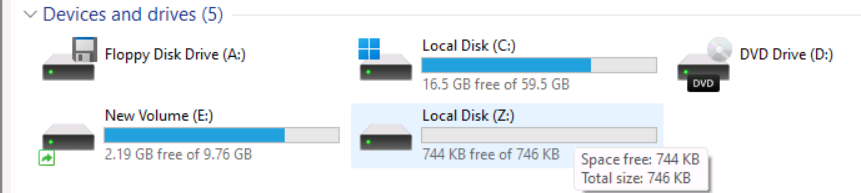 Devices and drives (5)
Floppy Disk Drive (A:)
Local Disk (C:)
16.5 GB free of 59.5 GB
DVD Drive (D:)
DVD
New Volume (E:)
2.19 GB free of 9.76 GB
Local Disk (Z:)
744 KB free of 746 KB
Space free: 744 KB
Total size: 746 KB